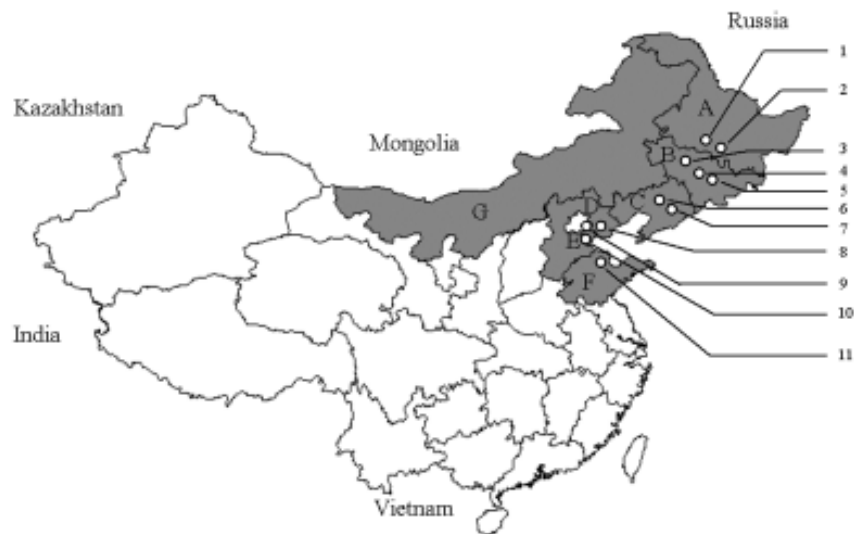 Russia
1
Kazakhstan
2
A
Mongolia
3
B
4
5
C
6
G
D
7
E
8
F
9
10
India
11
Vietnam